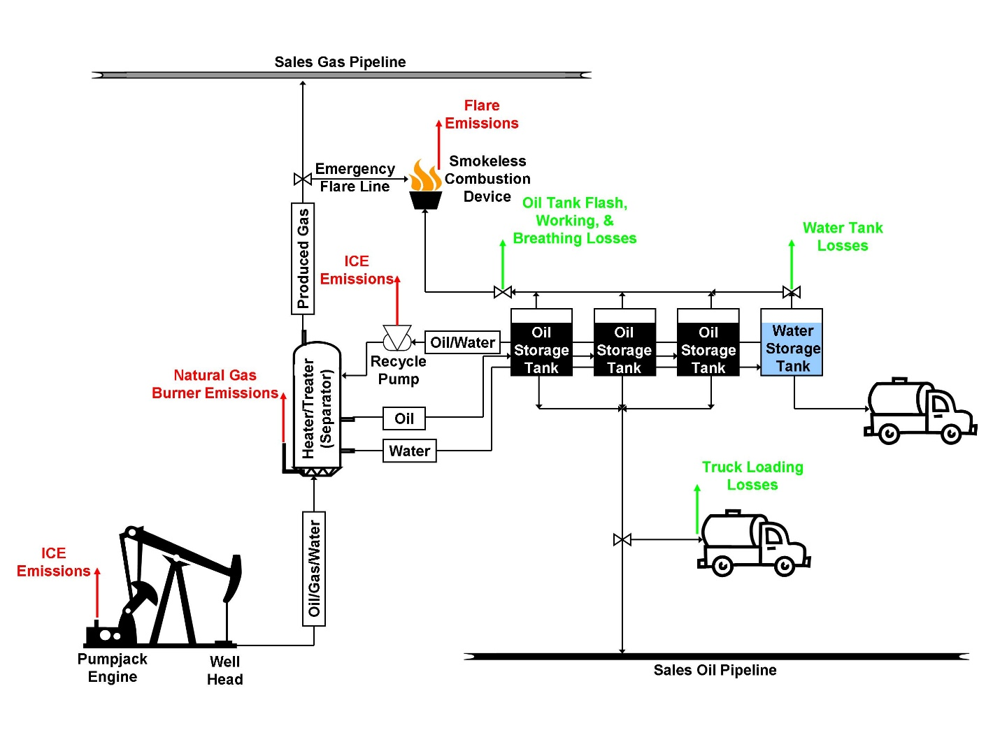 Sales Gas Pipeline
Flare
Emissions
Smokeless
Combustion
Device
Emergency
Flare Line
Oil Tank Flash,
Working, &
Breathing Losses
Water Tank
Losses
Produced Gas
ICE
Emissions
Oil/Water
Recycle
Pump
Oil
Storage
Tank
Oil
Storage
Tank
Oil
Storage
Tank
Water
Storage
Tank
Natural Gas
Burner Emissions
Heater/Treater
(Separator)
Oil
Water
Truck Loading
Losses
Oil/Gas/Water
ICE
Emissions
Pumpjack
Engine
Well
Head
Sales Oil Pipeline